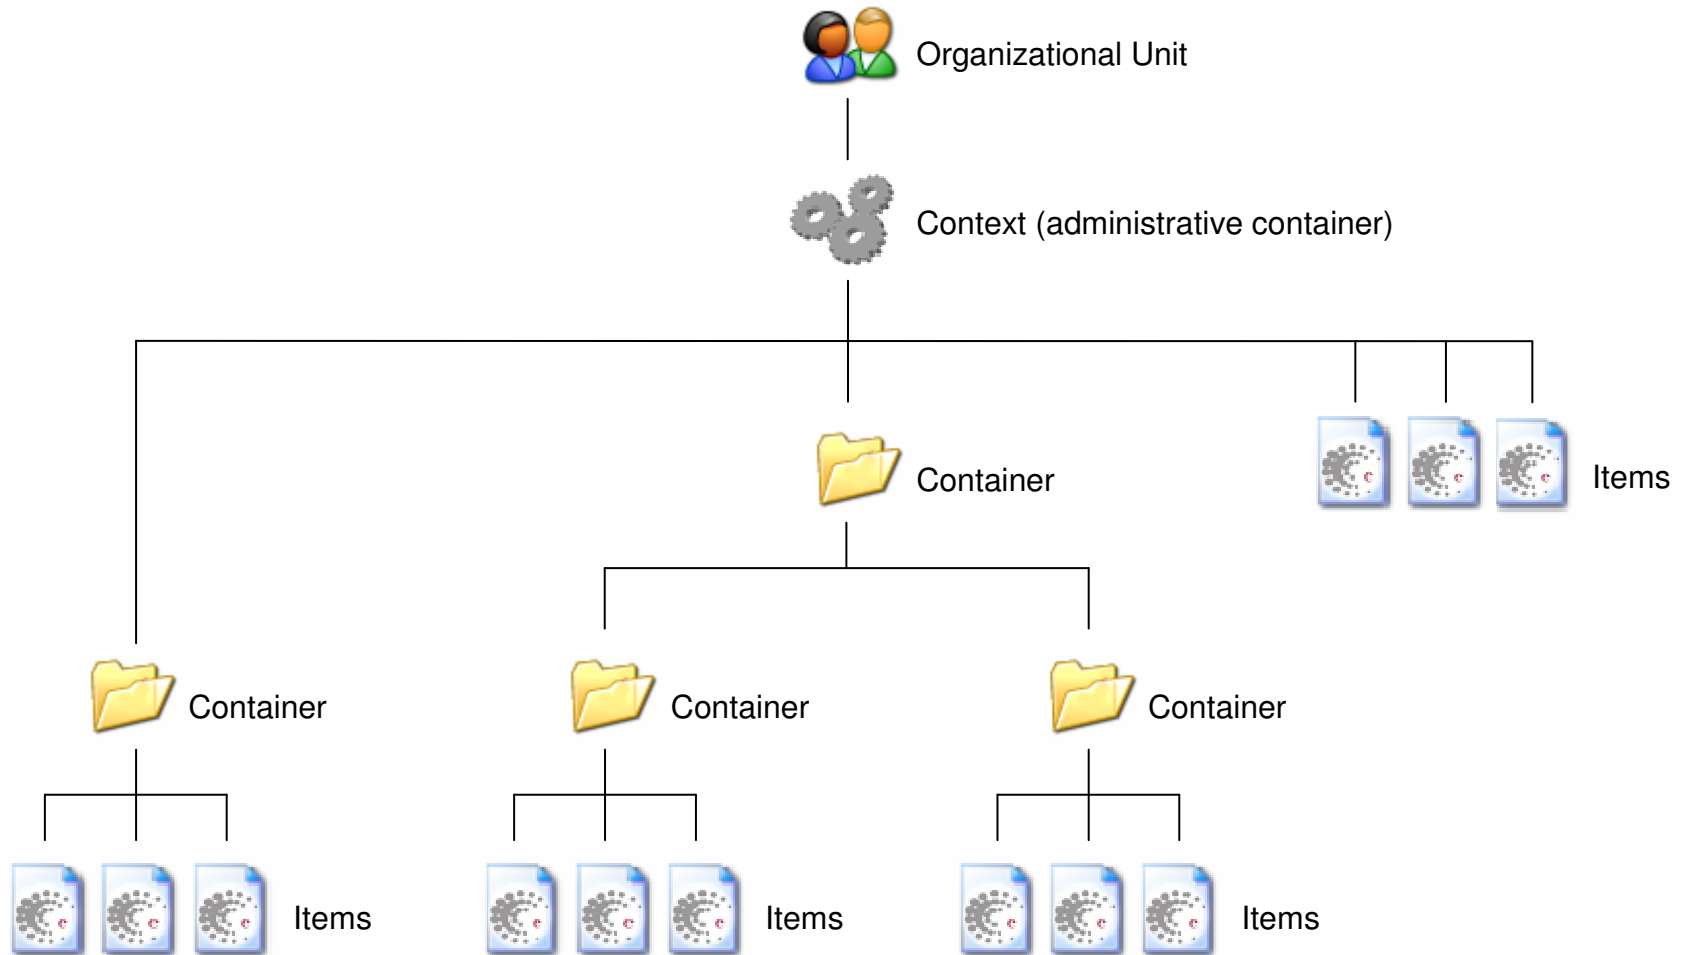 Organizational Unit
Context (administrative container)
Container
Items
Container
Container
Container
Items
Items
Items